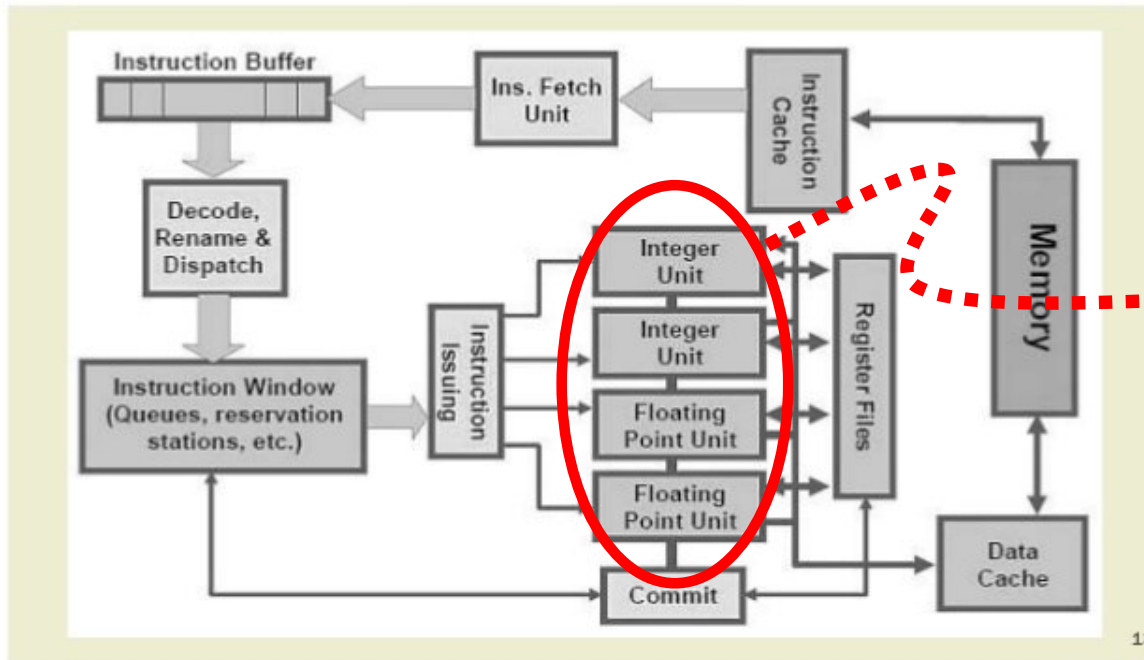 Instruction Buffer
Ins. Fetch
Unit
Instruction
Cache
Decode,
Rename &
Dispatch
Integer
Unit
Memory
Instruction
Issuing
Integer
Unit
Register Files
Instruction Window
(Queues, reservation
stations, etc.)
Floating
Point Unit
Floating
Point Unit
Data
Cache
Commit